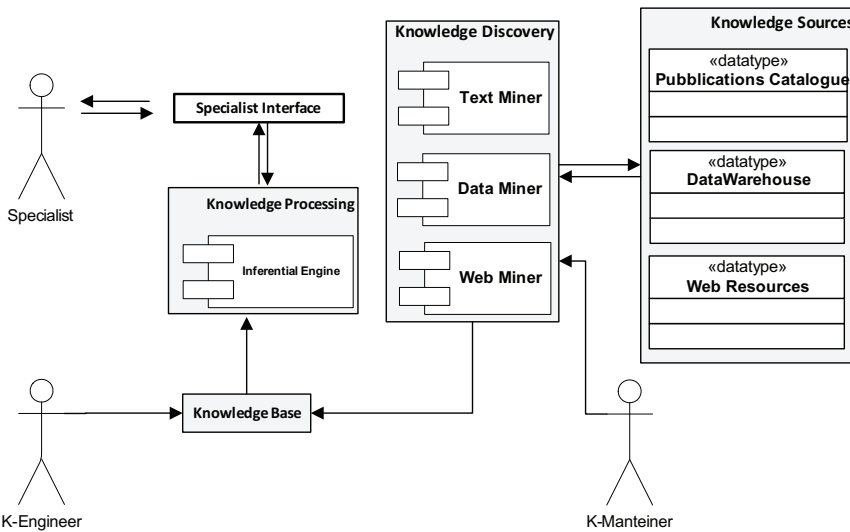 Knowledge Discovery
Text Miner
Data Miner
Web Miner
Knowledge Sources
«datatype»
Pubblications Catalogue
«datatype»
DataWarehouse
«datatype»
Web Resources
Specialist Interface
Specialist
Knowledge Processing
Inferential Engine
Knowledge Base
K-Engineer
K-Manteiner